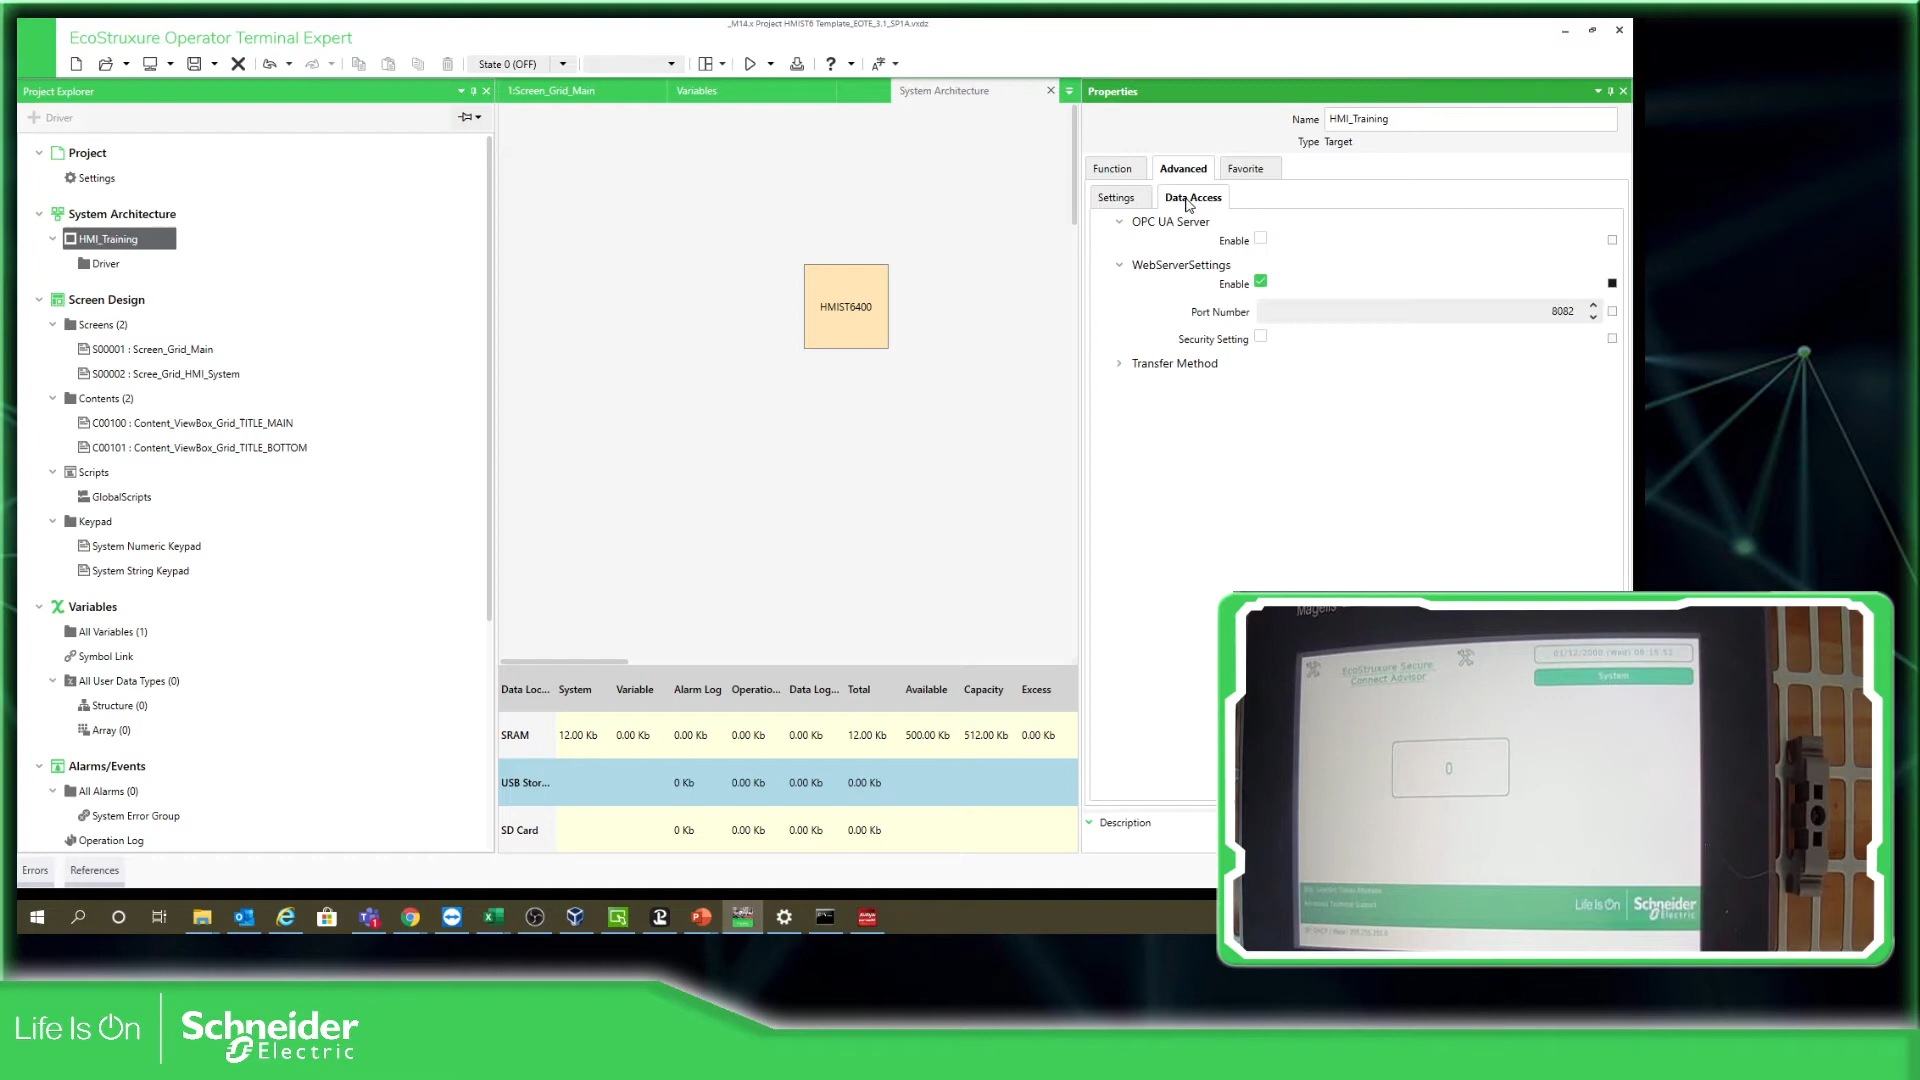 _M14.x Project HMIST6 Template_EOTE_3.1_SP1A.vxdz
EcoStruxure Operator Terminal Expert
State 0 (OFF)
Project Explorer
Driver
Project
Settings
System Architecture
HMI_Training
Driver
Screen Design
Screens (2)
S00001 : Screen_Grid_Main
S00002 : Scree_Grid_HMI_System
Contents (2)
C00100 : Content_ViewBox_Grid_TITLE_MAIN
C00101 : Content_ViewBox_Grid_TITLE_BOTTOM
Scripts
GlobalScripts
Keypad
System Numeric Keypad
System String Keypad
Variables
All Variables (1)
Symbol Link
All User Data Types (0)
Structure (0)
Array (0)
Alarms/Events
All Alarms (0)
System Error Group
Operation Log
Errors References
1:Screen_Grid_Main Variables System Architecture
HMIST6400
Data Loc... System Variable Alarm Log Operatio... Data Log... Total Available Capacity Excess
SRAM 12.00 Kb 0.00 Kb 0.00 Kb 0.00 Kb 0.00 Kb 12.00 Kb 500.00 Kb 512.00 Kb 0.00 Kb
USB Stor... 0 Kb 0.00 Kb 0.00 Kb 0.00 Kb
SD Card 0 Kb 0.00 Kb 0.00 Kb 0.00 Kb
Properties
Name HMI_Training
Type Target
Function Advanced Favorite
Settings Data Access
OPC UA Server
Enable
WebServerSettings
Enable
Port Number 8082
Security Setting
Transfer Method
Description
Magelis
EcoStruxure Secure
Connect Advisor
System
0
Life Is On Schneider
Electric
Life Is On Schneider
Electric